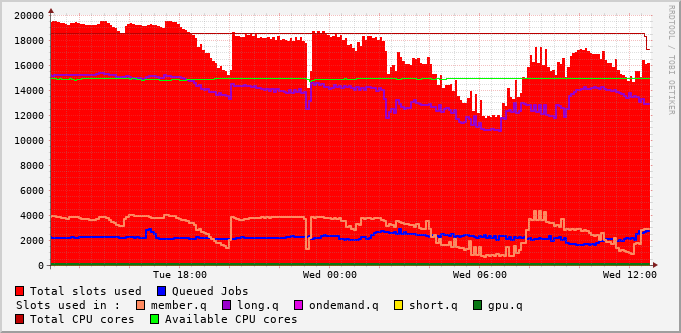 20000
18000
16000
14000
12000
10000
8000
6000
4000
2000
0
Tue 18:00 Wed 00:00 Wed 06:00 Wed 12:00
RRDTOOL / TOBI OETIKER
Total slots used Queued Jobs
Slots used in : member.q long.q ondemand.q short.q gpu.q
Total CPU cores Available CPU cores